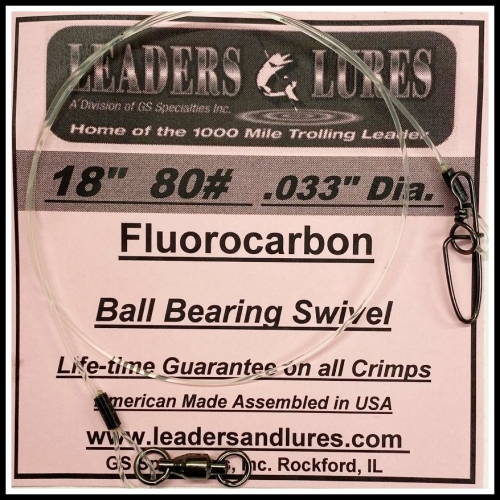 LEADERS LURES
A Division of GS Specialties Inc.
Home of the 1000 Mile Trolling Leader
18" 80# .033" Dia.
Fluorocarbon
Ball Bearing Swivel
Life-time Guarantee on all Crimps
American Made Assembled in USA
www.leadersandlures.com
GS Inc. Rockford, IL